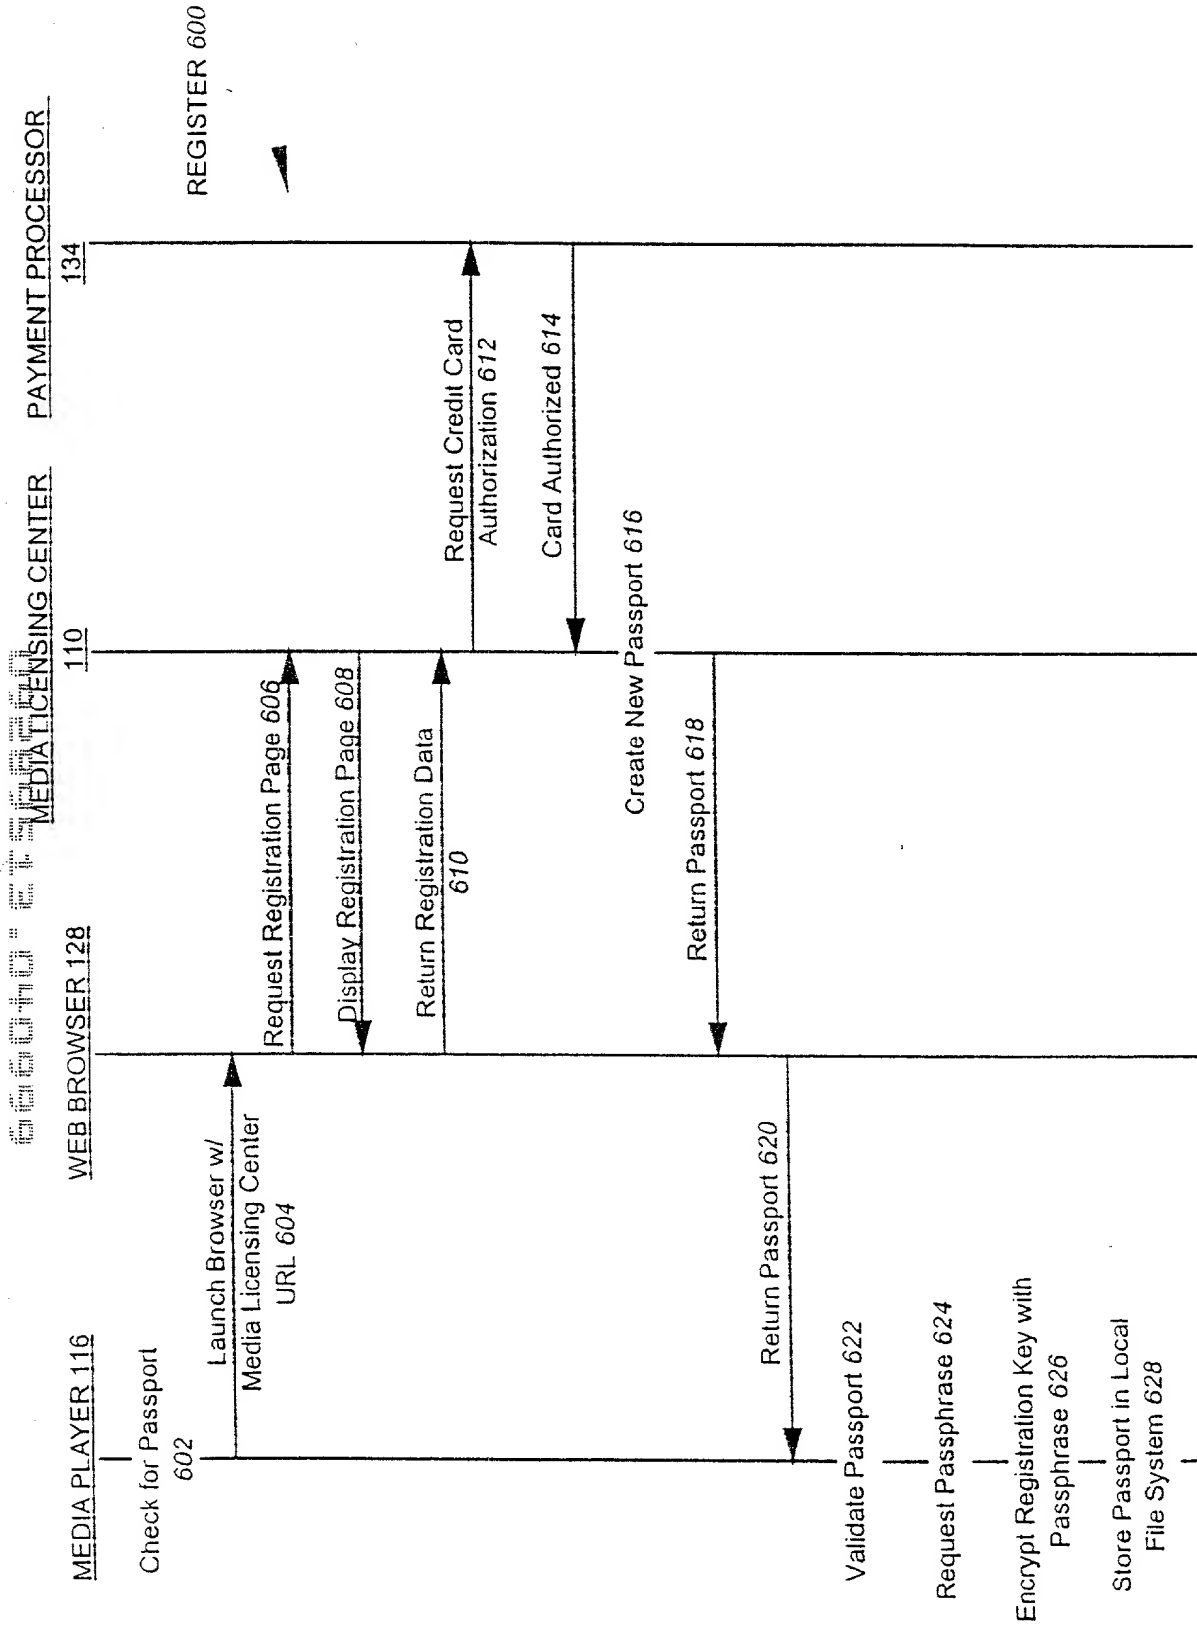 MEDIA PLAYER 116
WEB BROWSER 128
MEDIA LICENSING CENTER
110
PAYMENT PROCESSOR
134
REGISTER 600
Check for Passport
602
Launch Browser w/
Media Licensing Center
URL 604
Request Registration Page 606
Display Registration Page 608
Return Registration Data
610
Request Credit Card
Authorization 612
Card Authorized 614
Create New Passport 616
Return Passport 618
Return Passport 620
Validate Passport 622
Request Passphrase 624
Encrypt Registration Key with
Passphrase 626
Store Passport in Local
File System 628